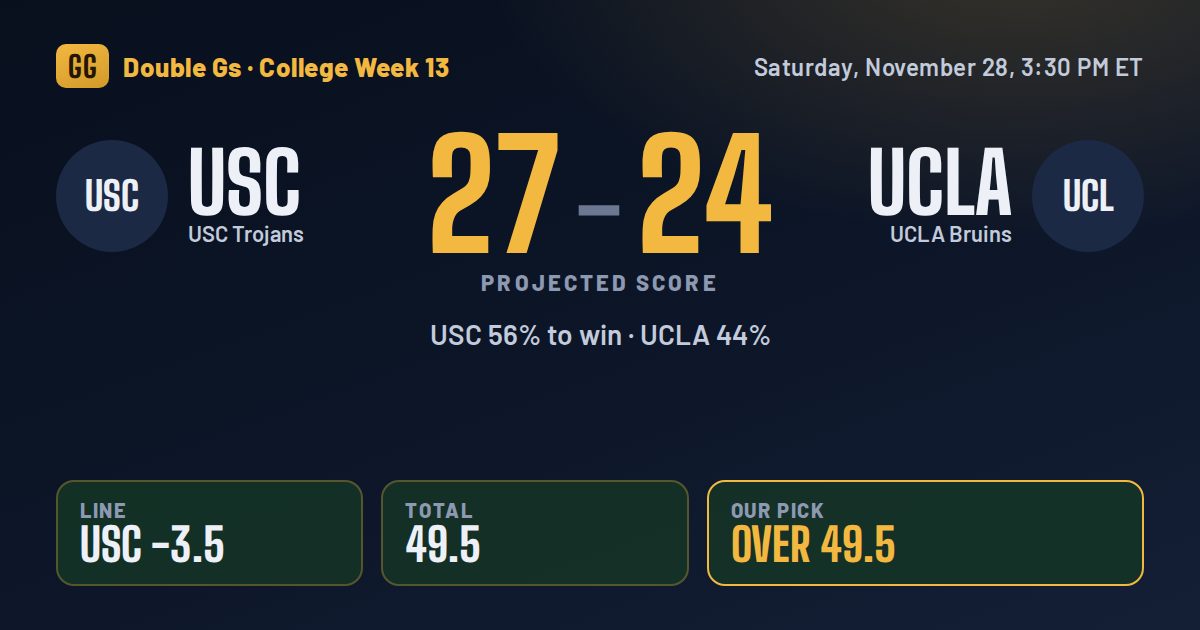 GG Double Gs · College Week 13
Saturday, November 28, 3:30 PM ET
USC
USC
USC Trojans
27 – 24
PROJECTED SCORE
USC 56% to win · UCLA 44%
UCLA
UCLA Bruins
UCL
LINE
USC −3.5
TOTAL
49.5
OUR PICK
OVER 49.5